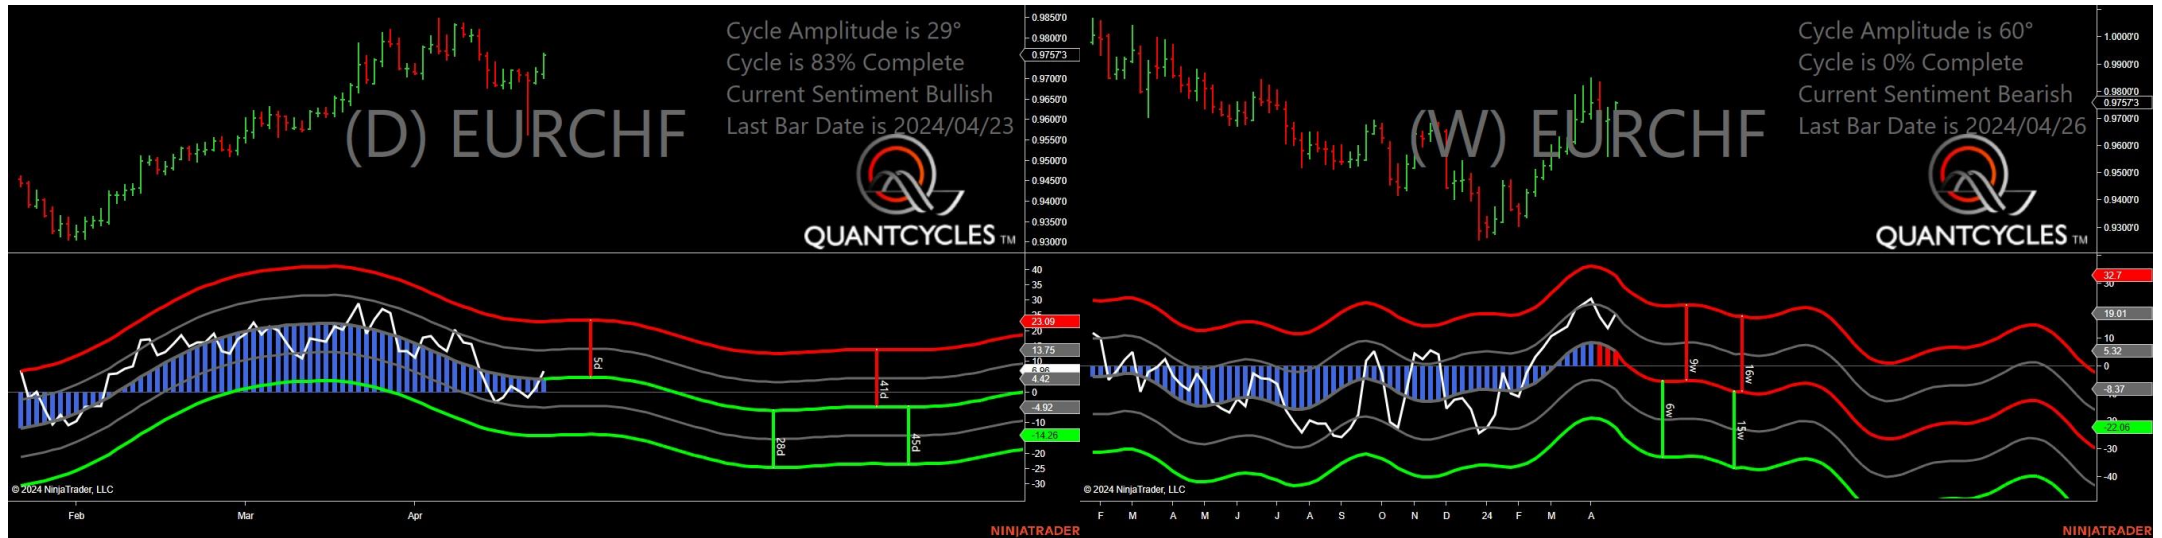 Cycle Amplitude is 29°
Cycle is 83% Complete
Current Sentiment Bullish
Last Bar Date is 2024/04/23
(D) EURCHF
QUANTCYCLES TM
0.9850'0
0.9800'0
0.9757'3
0.9700'0
0.9650'0
0.9600'0
0.9550'0
0.9500'0
0.9450'0
0.9400'0
0.9350'0
0.9300'0
40
35
30
25
23.09
20
13.75
6.96
4.42
0
-4.92
-10
-14.26
-20
-25
-30
5d
28d
41d
45d
© 2024 NinjaTrader, LLC
Feb Mar Apr
NINJATRADER
Cycle Amplitude is 60°
Cycle is 0% Complete
Current Sentiment Bearish
Last Bar Date is 2024/04/26
(W) EURCHF
QUANTCYCLES TM
1.0000'0
0.9900'0
0.9800'0
0.9757'3
0.9700'0
0.9600'0
0.9500'0
0.9400'0
0.9300'0
32.7
30
19.01
10
5.32
0
-8.37
-22.06
-30
-40
9w
16w
6w
15w
© 2024 NinjaTrader, LLC
F M A M J J A S O N D 24 F M A
NINJATRADER